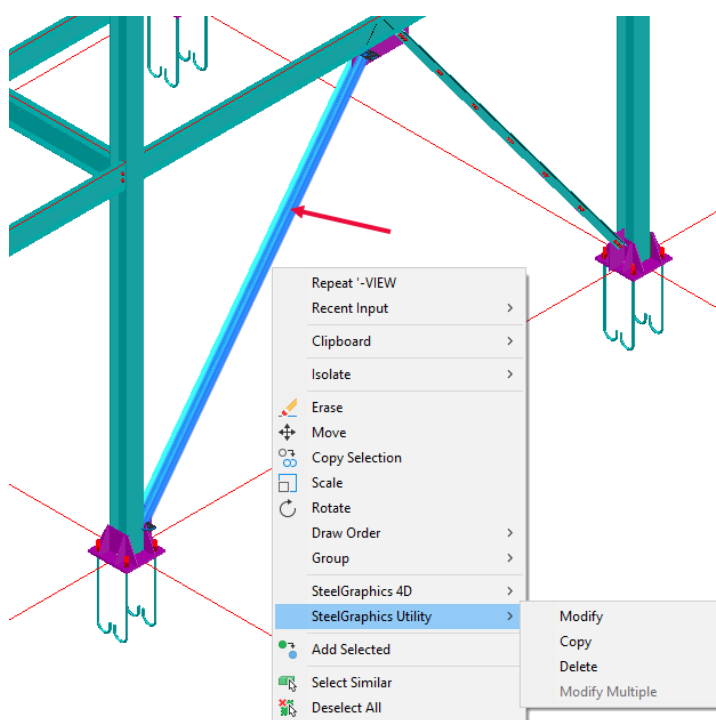 Repeat '-VIEW
Recent Input
Clipboard
Isolate
Erase
Move
Copy Selection
Scale
Rotate
Draw Order
Group
SteelGraphics 4D
SteelGraphics Utility
Modify
Copy
Delete
Modify Multiple
Add Selected
Select Similar
Deselect All